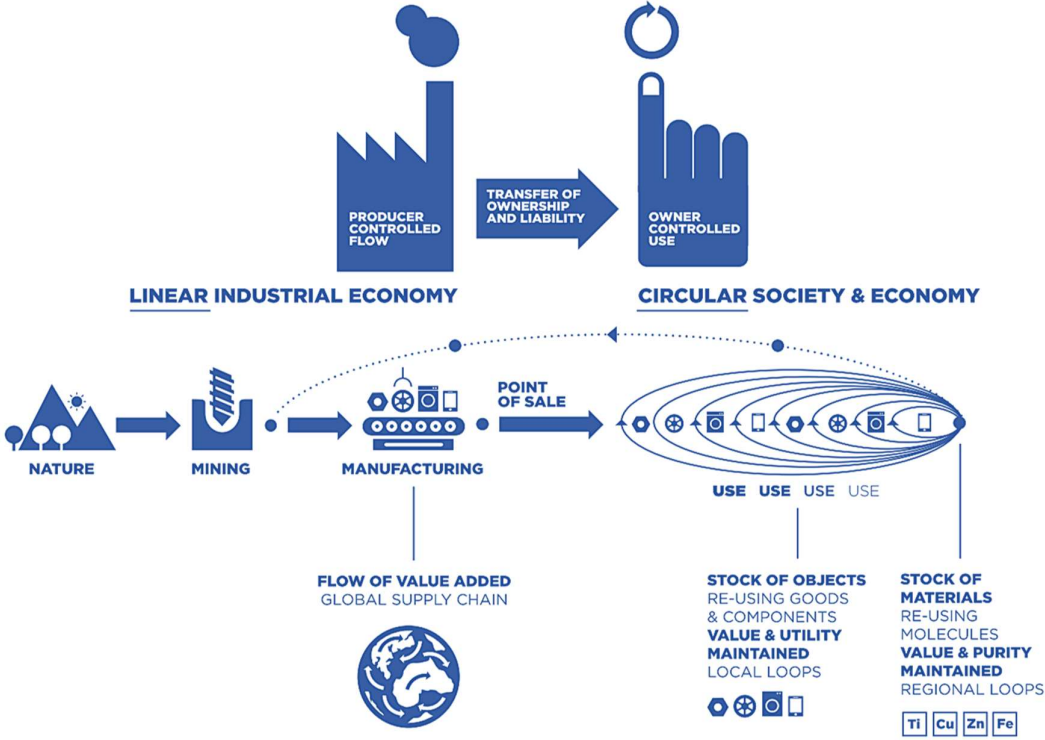 PRODUCER
CONTROLLED
FLOW
TRANSFER OF
OWNERSHIP
AND LIABILITY
OWNER
CONTROLLED
USE
LINEAR INDUSTRIAL ECONOMY
CIRCULAR SOCIETY & ECONOMY
POINT
OF SALE
NATURE
MINING
MANUFACTURING
USE USE USE USE
FLOW OF VALUE ADDED
GLOBAL SUPPLY CHAIN
STOCK OF OBJECTS
RE-USING GOODS
& COMPONENTS
VALUE & UTILITY
MAINTAINED
LOCAL LOOPS
STOCK OF
MATERIALS
RE-USING
MOLECULES
VALUE & PURITY
MAINTAINED
REGIONAL LOOPS
Ti Cu Zn Fe